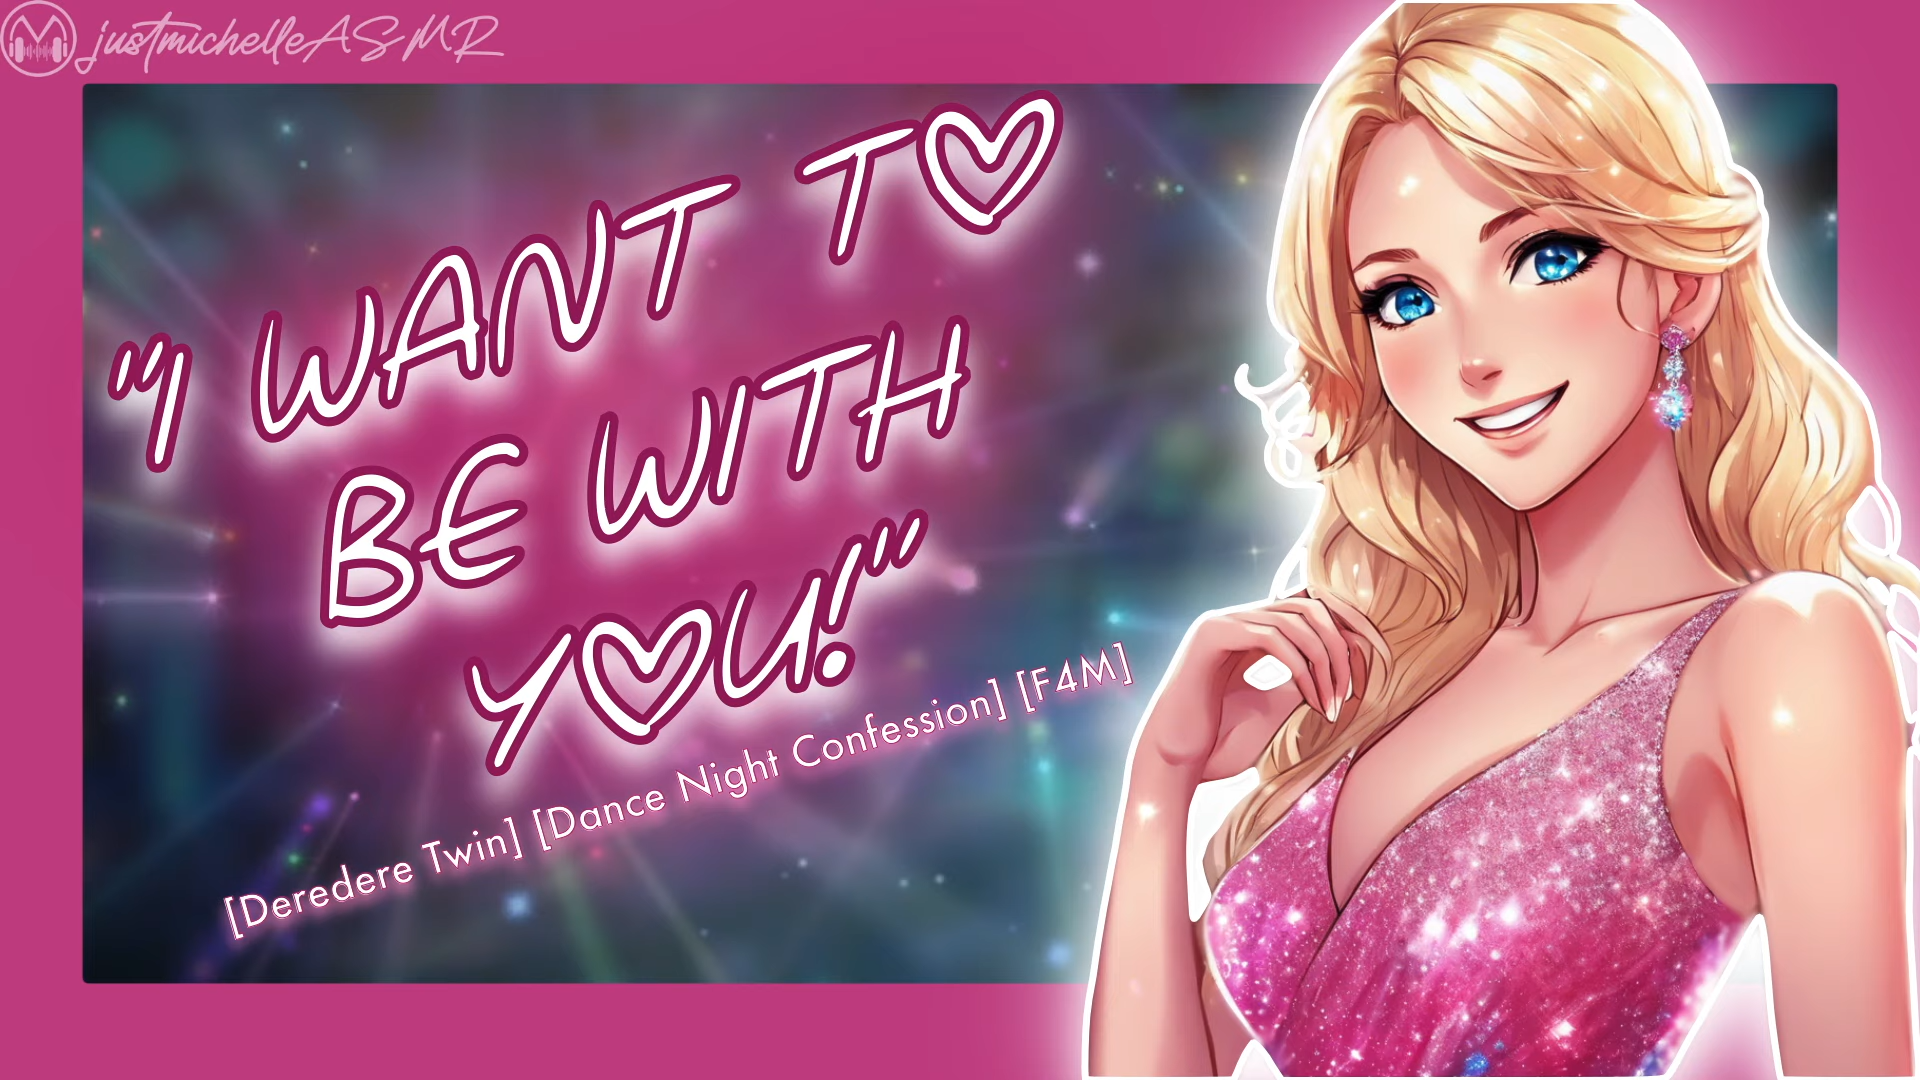 justmichelleASMR
"I WANT TO
BE WITH
YOU!"
[Deredere Twin] [Dance Night Confession] [F4M]